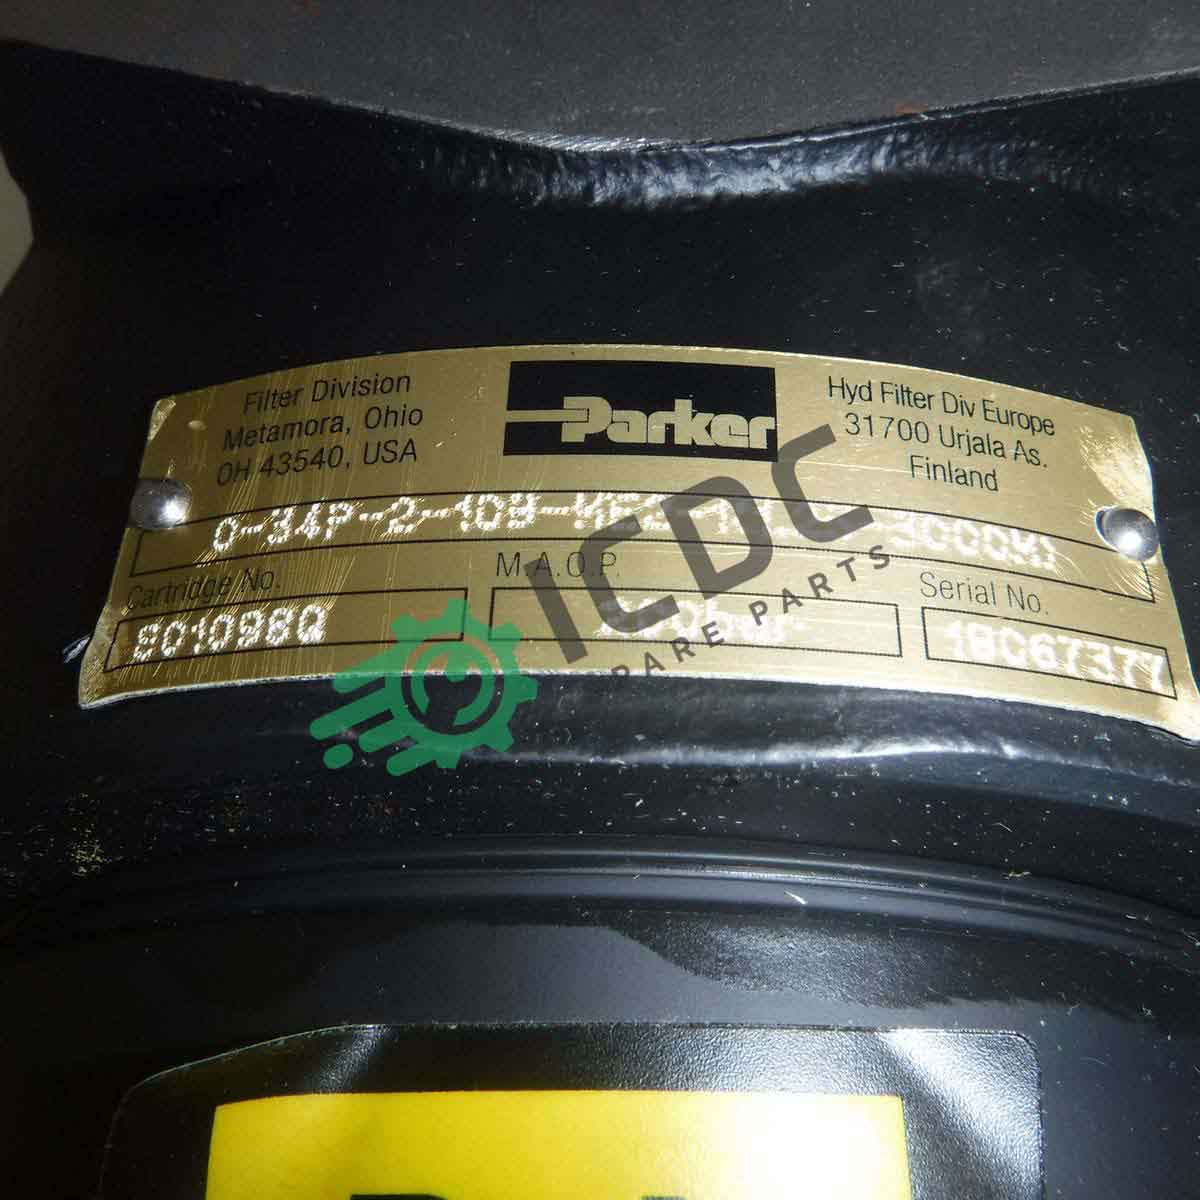 Filter Division
Metamora, Ohio
OH 43540, USA
Parker
Hyd Filter Div Europe
31700 Urjala As.
Finland
M.A.O.P.
Cartridge No.
Serial No.
18C67377
ICDC
SPARE PARTS